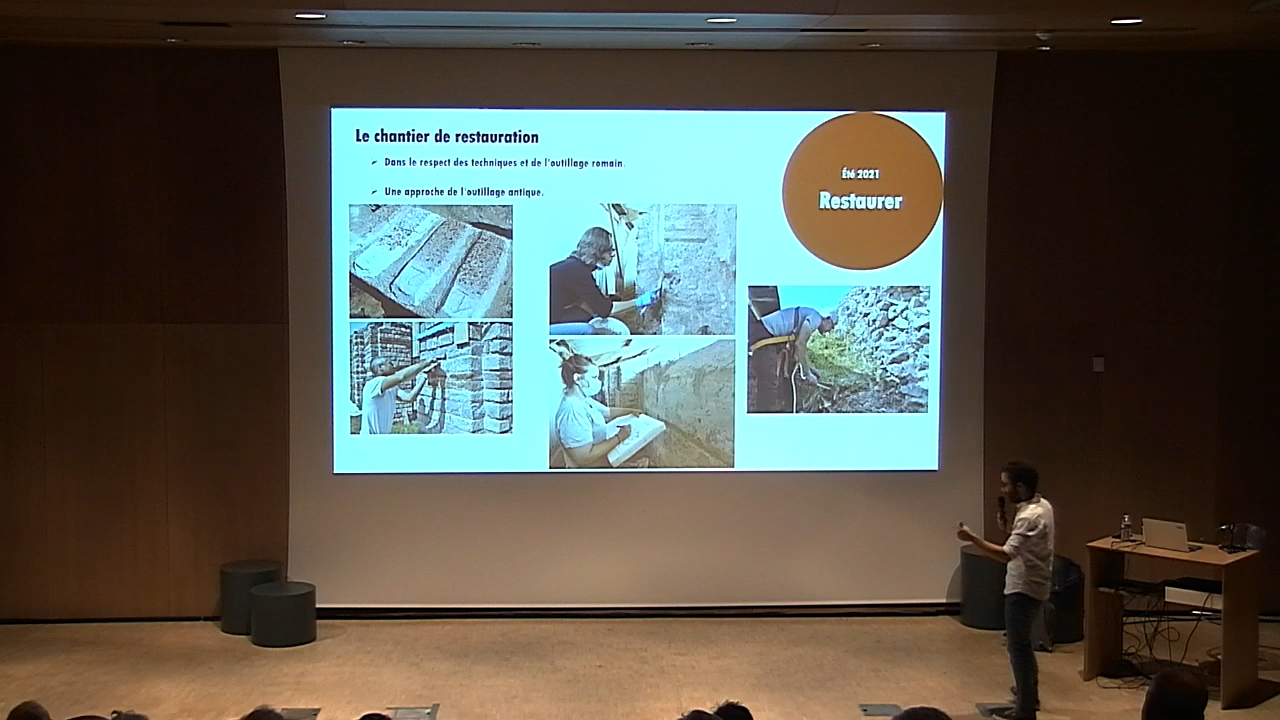 Le chantier de restauration
Dans le respect des techniques et de l'outillage romain.
Une approche de l'outillage antique.
Été 2021
Restaurer